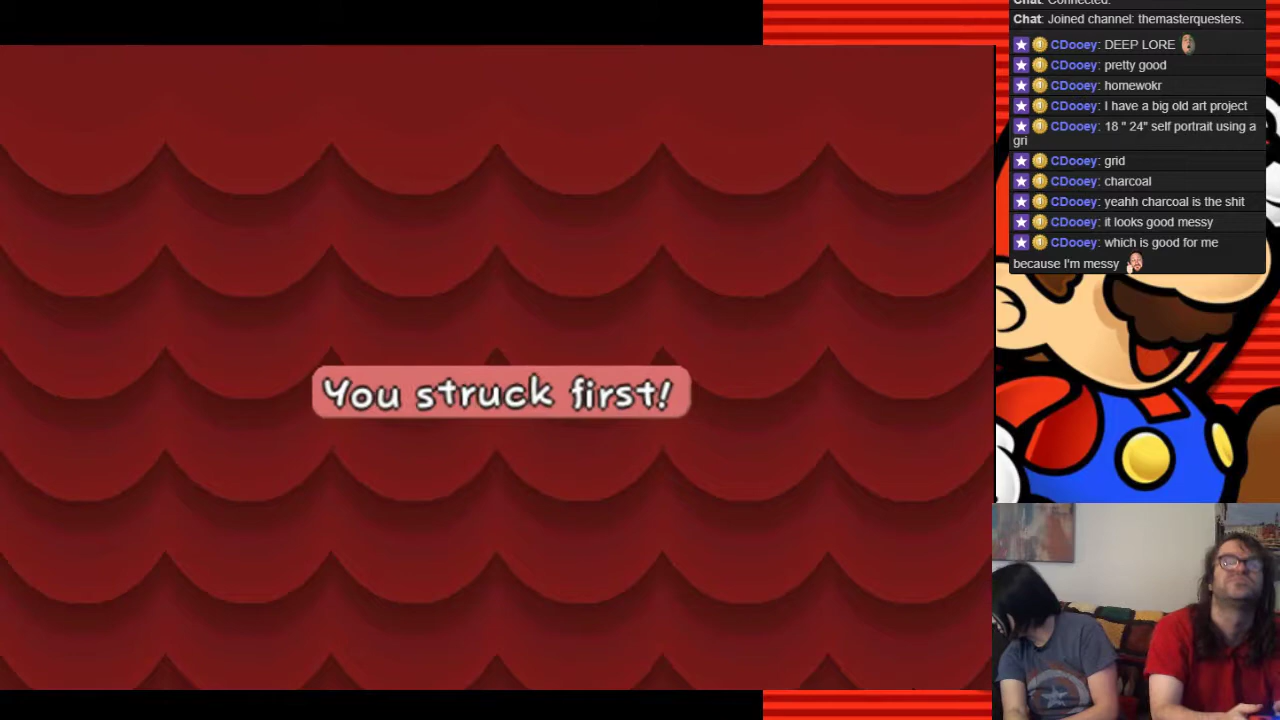 Chat: Connected.
Chat: Joined channel: themasterquesters.
CDooey: DEEP LORE
CDooey: pretty good
CDooey: homewokr
CDooey: I have a big old art project
CDooey: 18 " 24" self portrait using a
gri
CDooey: grid
CDooey: charcoal
CDooey: yeahh charcoal is the shit
CDooey: it looks good messy
CDooey: which is good for me
because I'm messy
You struck first!